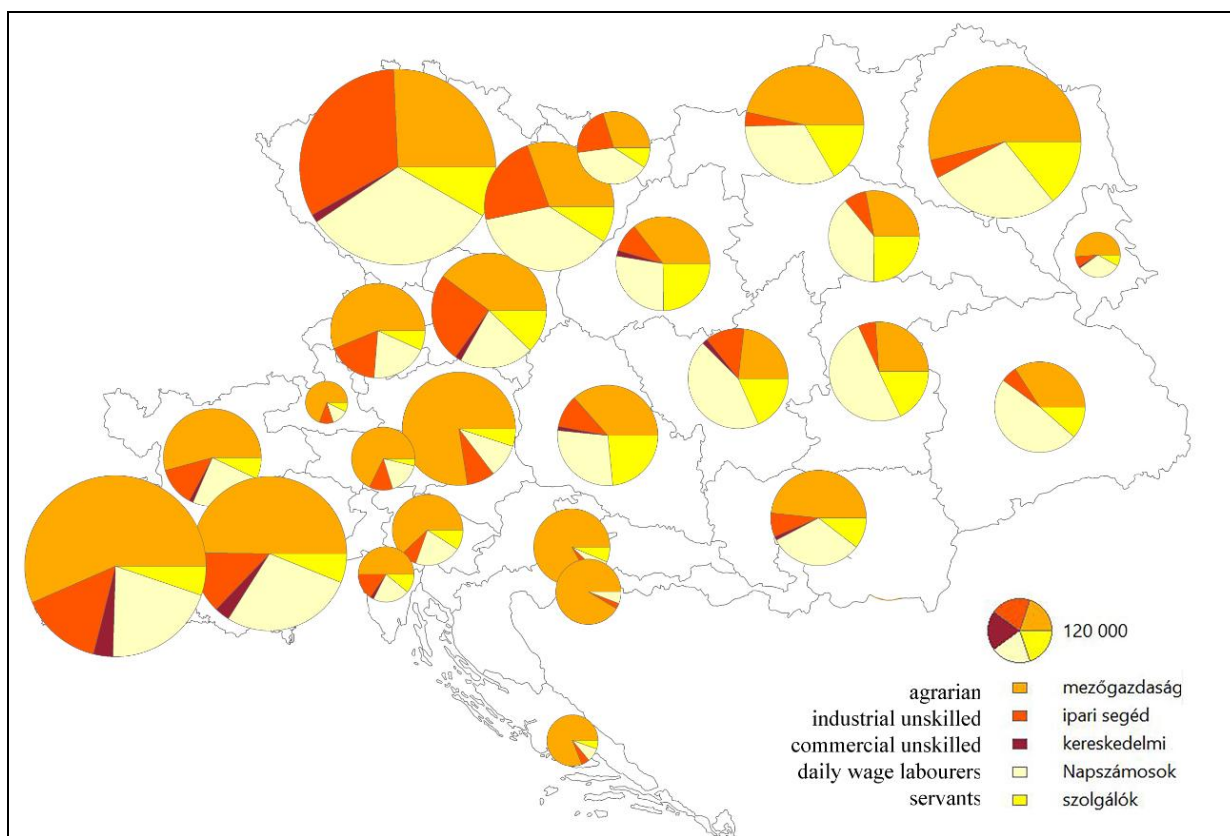 120 000
agrarian mezőgazdaság
industrial unskilled ipari segéd
commercial unskilled kereskedelmi
daily wage labourers Napszámosok
servants szolgálók